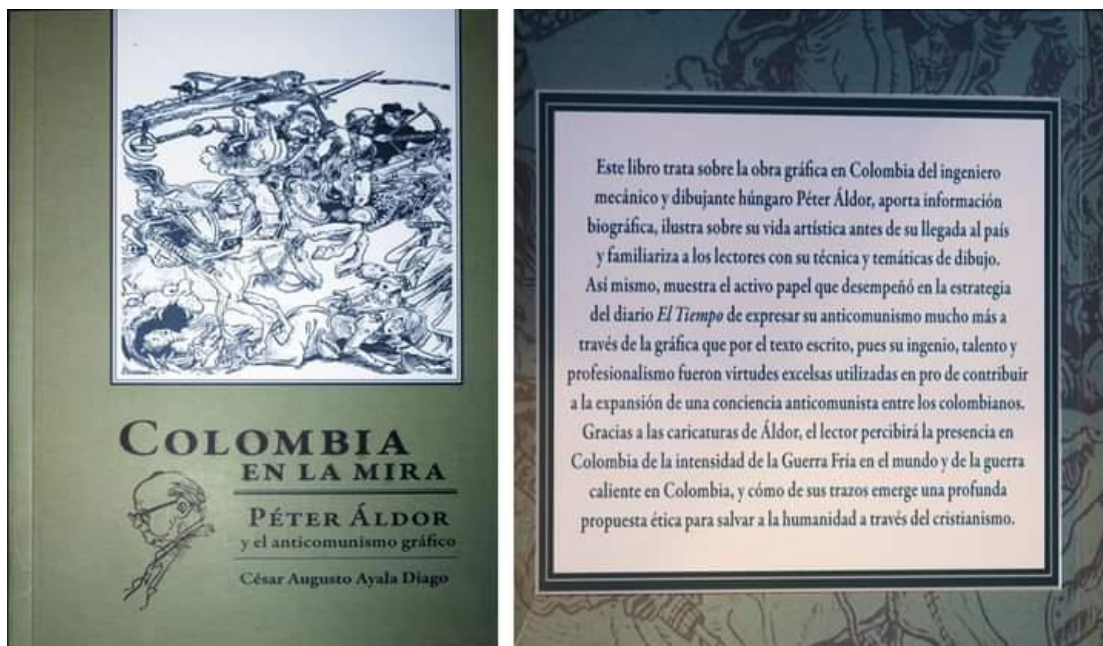 COLOMBIA
EN LA MIRA
PÉTER ÁLDOR
y el anticomunismo gráfico
César Augusto Ayala Diago
Este libro trata sobre la obra gráfica en Colombia del ingeniero
mecánico y dibujante húngaro Péter Áldor, aporta información
biográfica, ilustra sobre su vida artística antes de su llegada al país
y familiariza a los lectores con su técnica y temáticas de dibujo.
Así mismo, muestra el activo papel que desempeñó en la estrategia
del diario El Tiempo de expresar su anticomunismo mucho más a
través de la gráfica que por el texto escrito, pues su ingenio, talento y
profesionalismo fueron virtudes excelsas utilizadas en pro de contribuir
a la expansión de una conciencia anticomunista entre los colombianos.
Gracias a las caricaturas de Áldor, el lector percibirá la presencia en
Colombia de la intensidad de la Guerra Fría en el mundo y de la guerra
caliente en Colombia, y cómo de sus trazos emerge una profunda
propuesta ética para salvar a la humanidad a través del cristianismo.